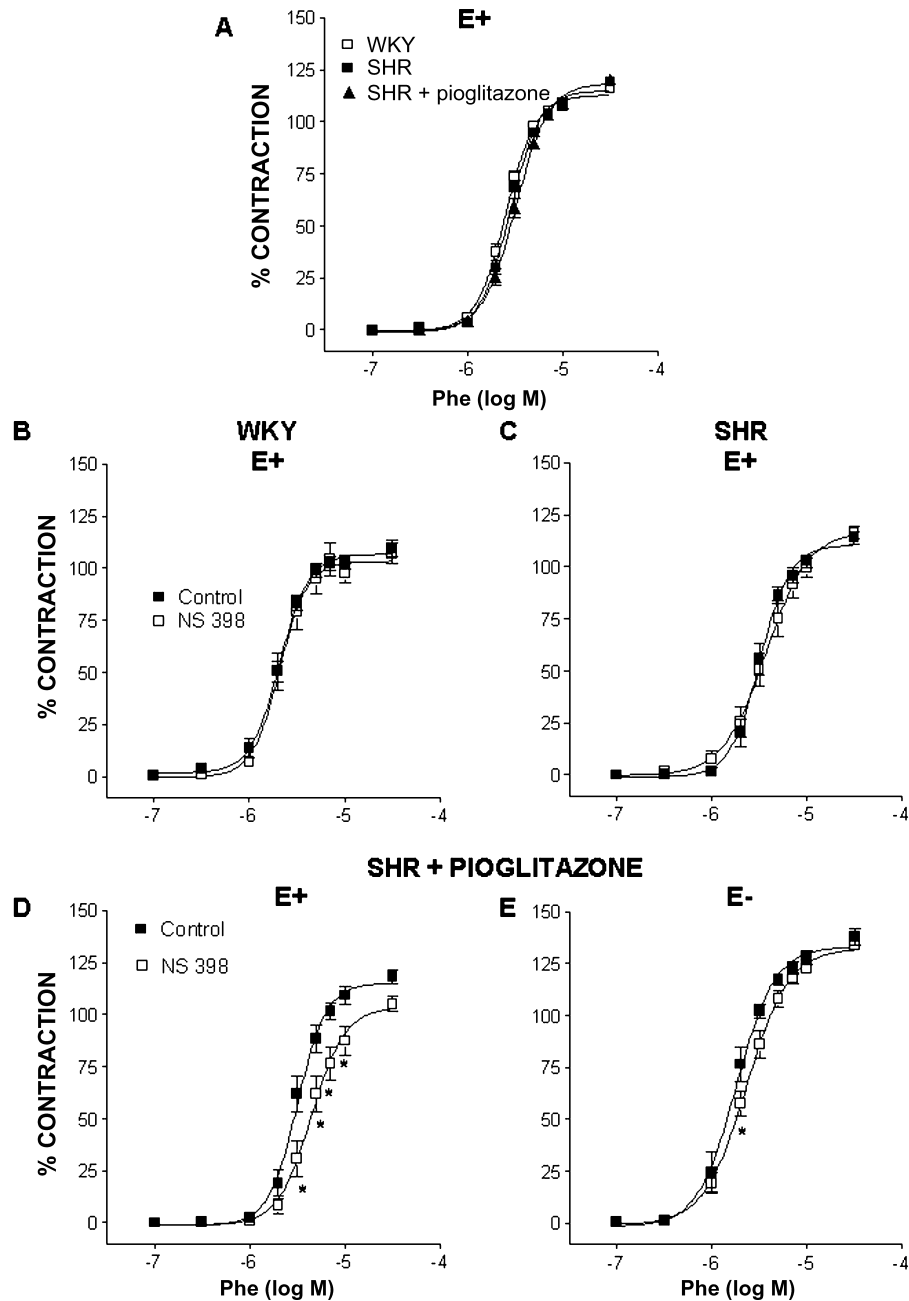 A
E+
WKY
SHR
SHR + pioglitazone
% CONTRACTION
150
125
100
75
50
25
0
-7 -6 -5 -4
Phe (log M)
B
WKY
E+
Control
NS 398
% CONTRACTION
150
125
100
75
50
25
0
-7 -6 -5 -4
C
SHR
E+
150
125
100
75
50
25
0
-7 -6 -5 -4
SHR + PIOGLITAZONE
D
E+
Control
NS 398
% CONTRACTION
150
125
100
75
50
25
0
* * * *
-7 -6 -5 -4
Phe (log M)
E
E-
150
125
100
75
50
25
0
*
-7 -6 -5 -4
Phe (log M)